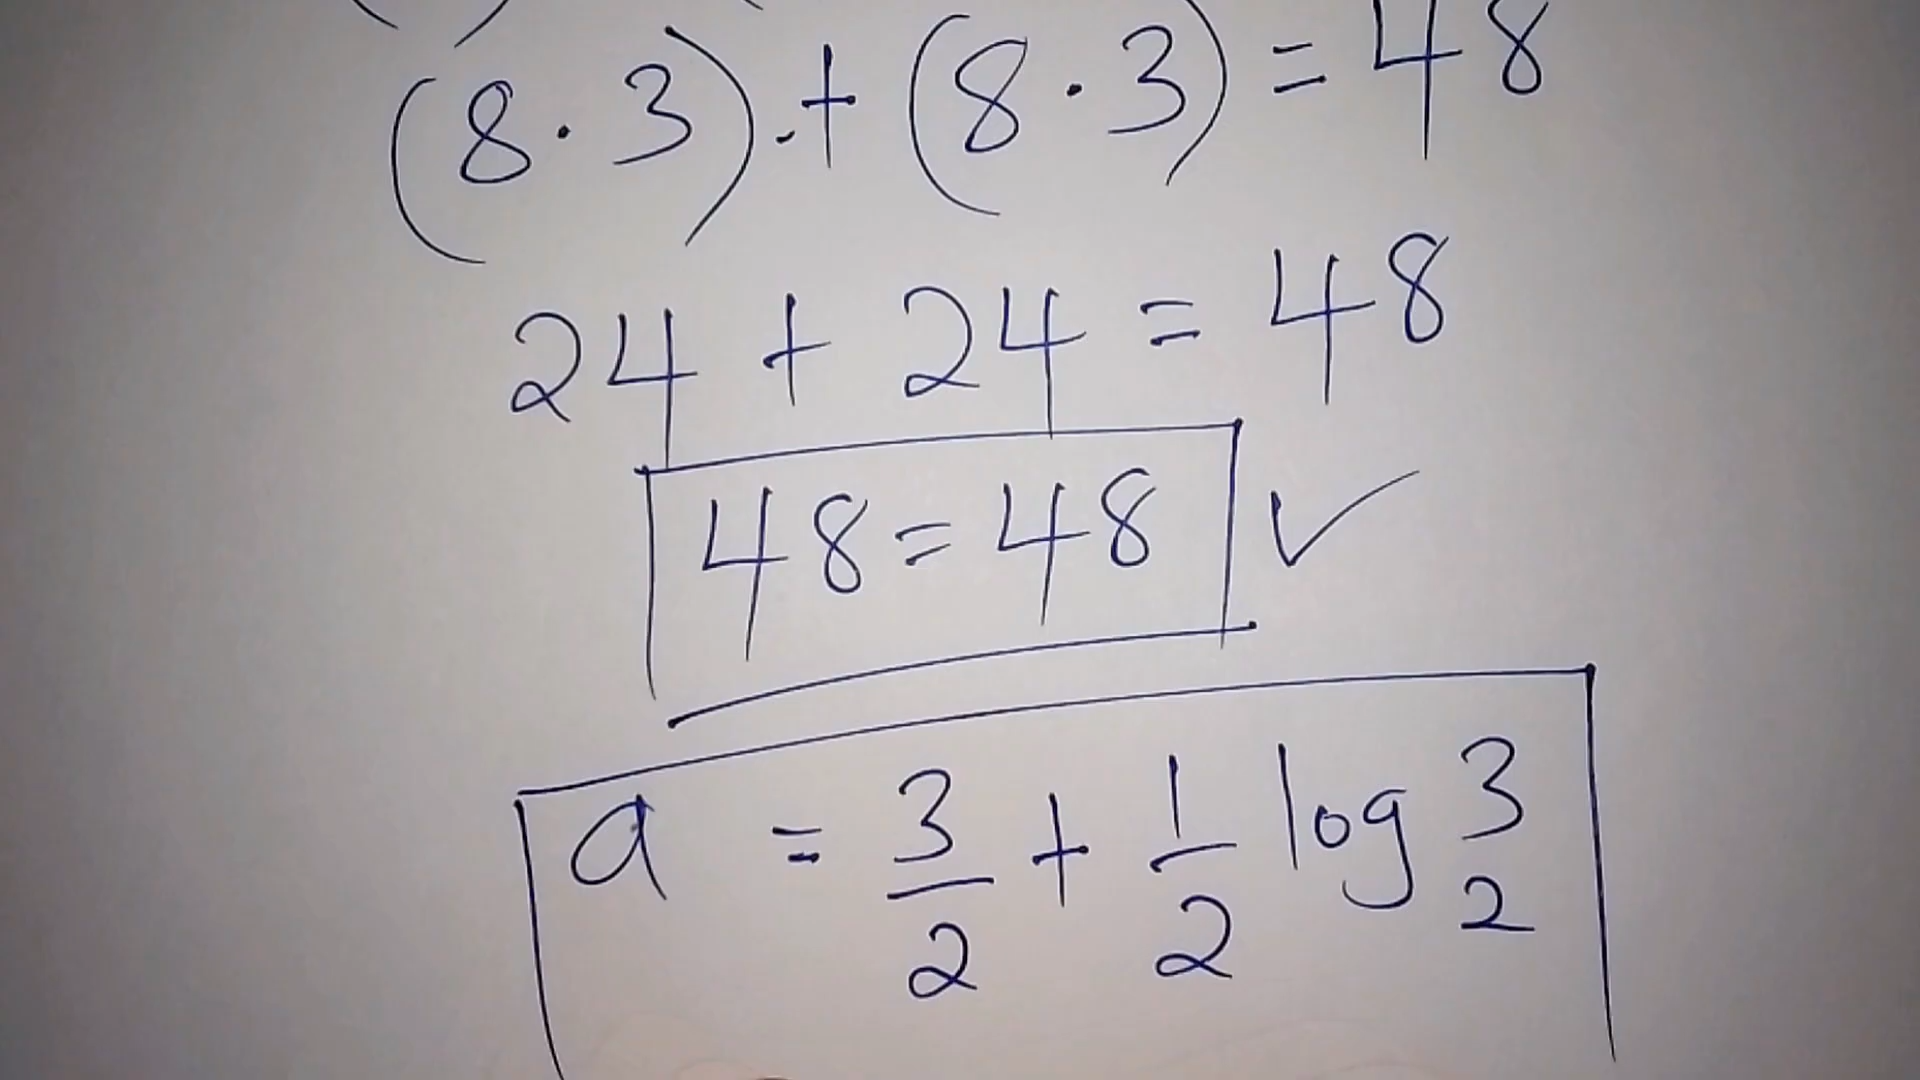 (8·3).+(8·3)=48
24+24=48
48=48 ✓
a = 3/2 + 1/2 log 3 2